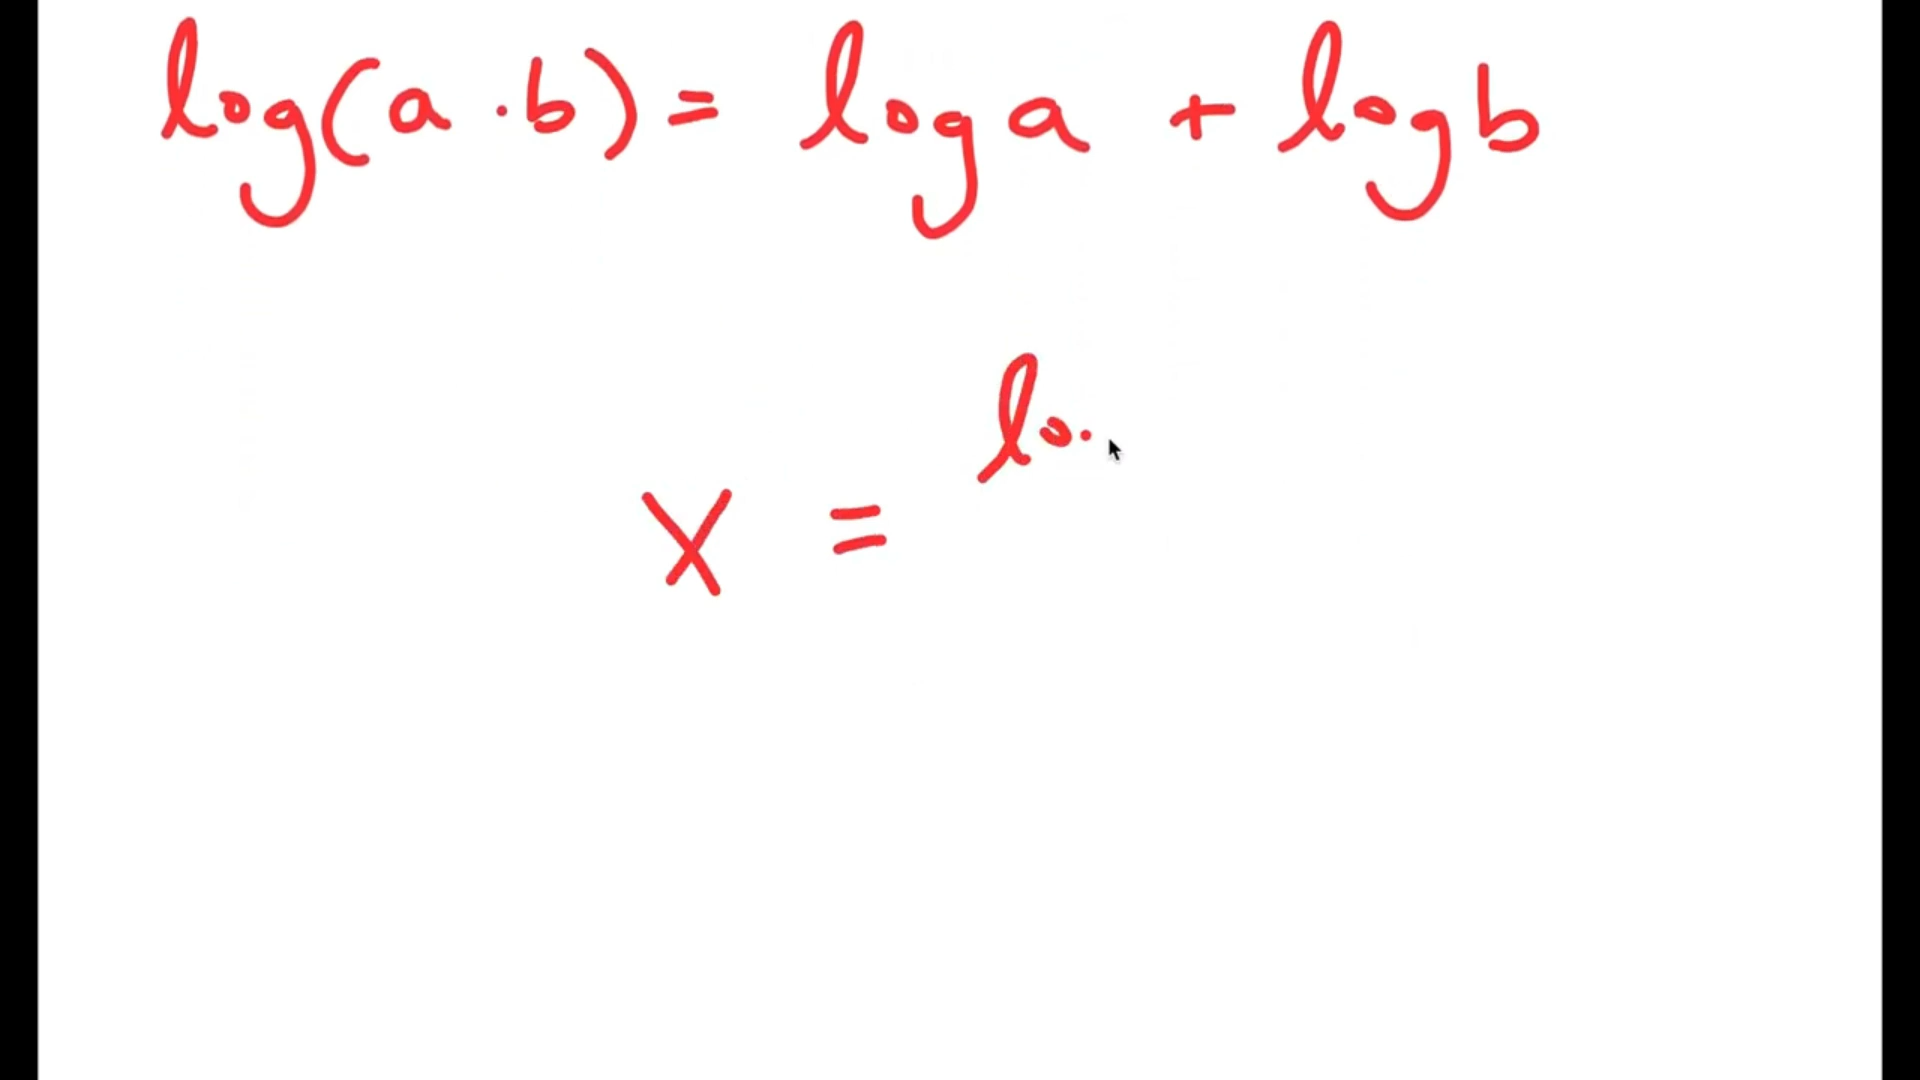 log(a · b) = log a + log b
x = lo.